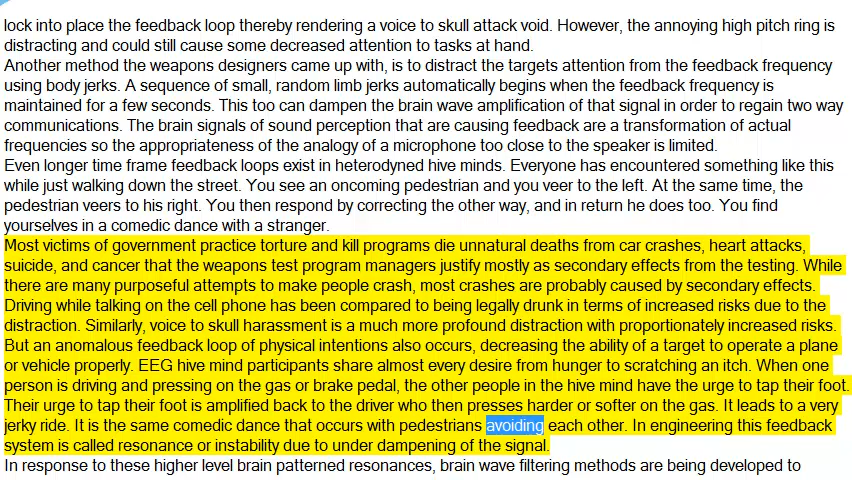 lock into place the feedback loop thereby rendering a voice to skull attack void. However, the annoying high pitch ring is
distracting and could still cause some decreased attention to tasks at hand.
Another method the weapons designers came up with, is to distract the targets attention from the feedback frequency
using body jerks. A sequence of small, random limb jerks automatically begins when the feedback frequency is
maintained for a few seconds. This too can dampen the brain wave amplification of that signal in order to regain two way
communications. The brain signals of sound perception that are causing feedback are a transformation of actual
frequencies so the appropriateness of the analogy of a microphone too close to the speaker is limited.
Even longer time frame feedback loops exist in heterodyned hive minds. Everyone has encountered something like this
while just walking down the street. You see an oncoming pedestrian and you veer to the left. At the same time, the
pedestrian veers to his right. You then respond by correcting the other way, and in return he does too. You find
yourselves in a comedic dance with a stranger.
Most victims of government practice torture and kill programs die unnatural deaths from car crashes, heart attacks,
suicide, and cancer that the weapons test program managers justify mostly as secondary effects from the testing. While
there are many purposeful attempts to make people crash, most crashes are probably caused by secondary effects.
Driving while talking on the cell phone has been compared to being legally drunk in terms of increased risks due to the
distraction. Similarly, voice to skull harassment is a much more profound distraction with proportionately increased risks.
But an anomalous feedback loop of physical intentions also occurs, decreasing the ability of a target to operate a plane
or vehicle properly. EEG hive mind participants share almost every desire from hunger to scratching an itch. When one
person is driving and pressing on the gas or brake pedal, the other people in the hive mind have the urge to tap their foot.
Their urge to tap their foot is amplified back to the driver who then presses harder or softer on the gas. It leads to a very
jerky ride. It is the same comedic dance that occurs with pedestrians avoiding each other. In engineering this feedback
system is called resonance or instability due to under dampening of the signal.
In response to these higher level brain patterned resonances, brain wave filtering methods are being developed to